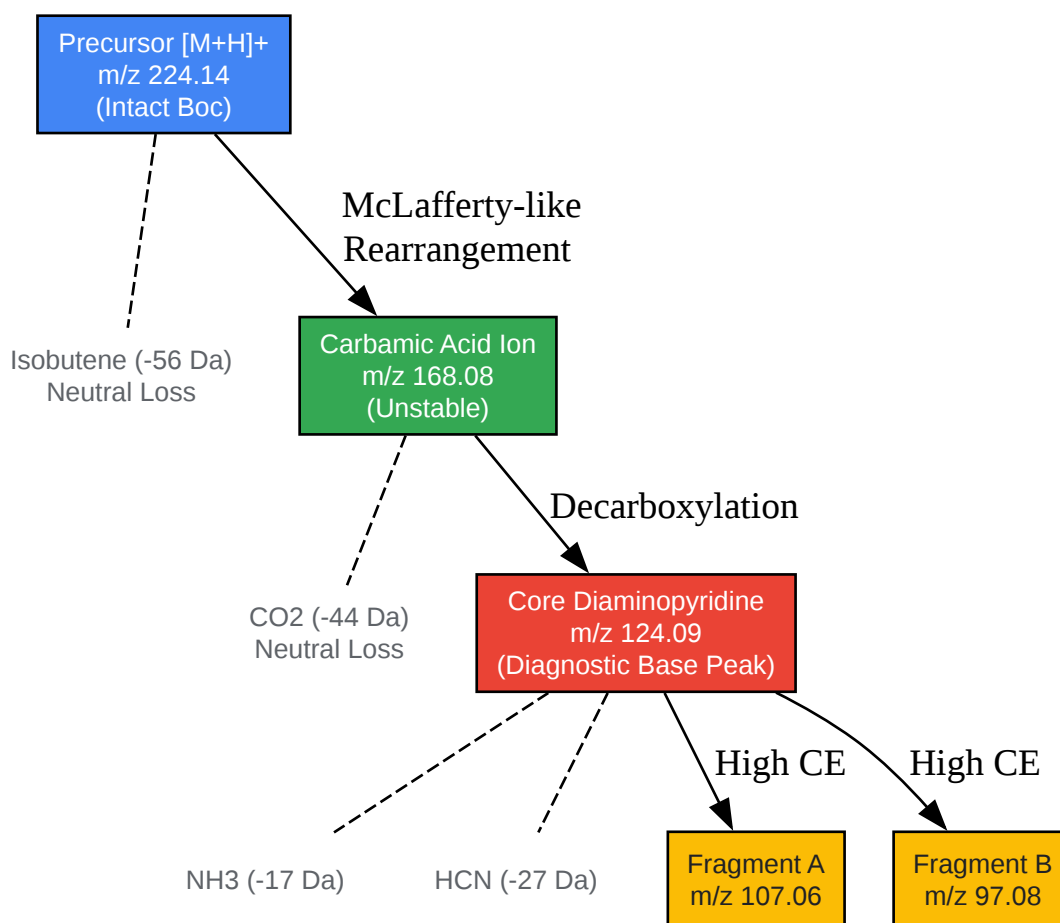 Precursor [M+H]+
m/z 224.14
(Intact Boc)
McLafferty-like
Rearrangement
Isobutene (-56 Da)
Neutral Loss
Carbamic Acid Ion
m/z 168.08
(Unstable)
Decarboxylation
CO2 (-44 Da)
Neutral Loss
Core Diaminopyridine
m/z 124.09
(Diagnostic Base Peak)
High CE
High CE
NH3 (-17 Da)
HCN (-27 Da)
Fragment A
m/z 107.06
Fragment B
m/z 97.08